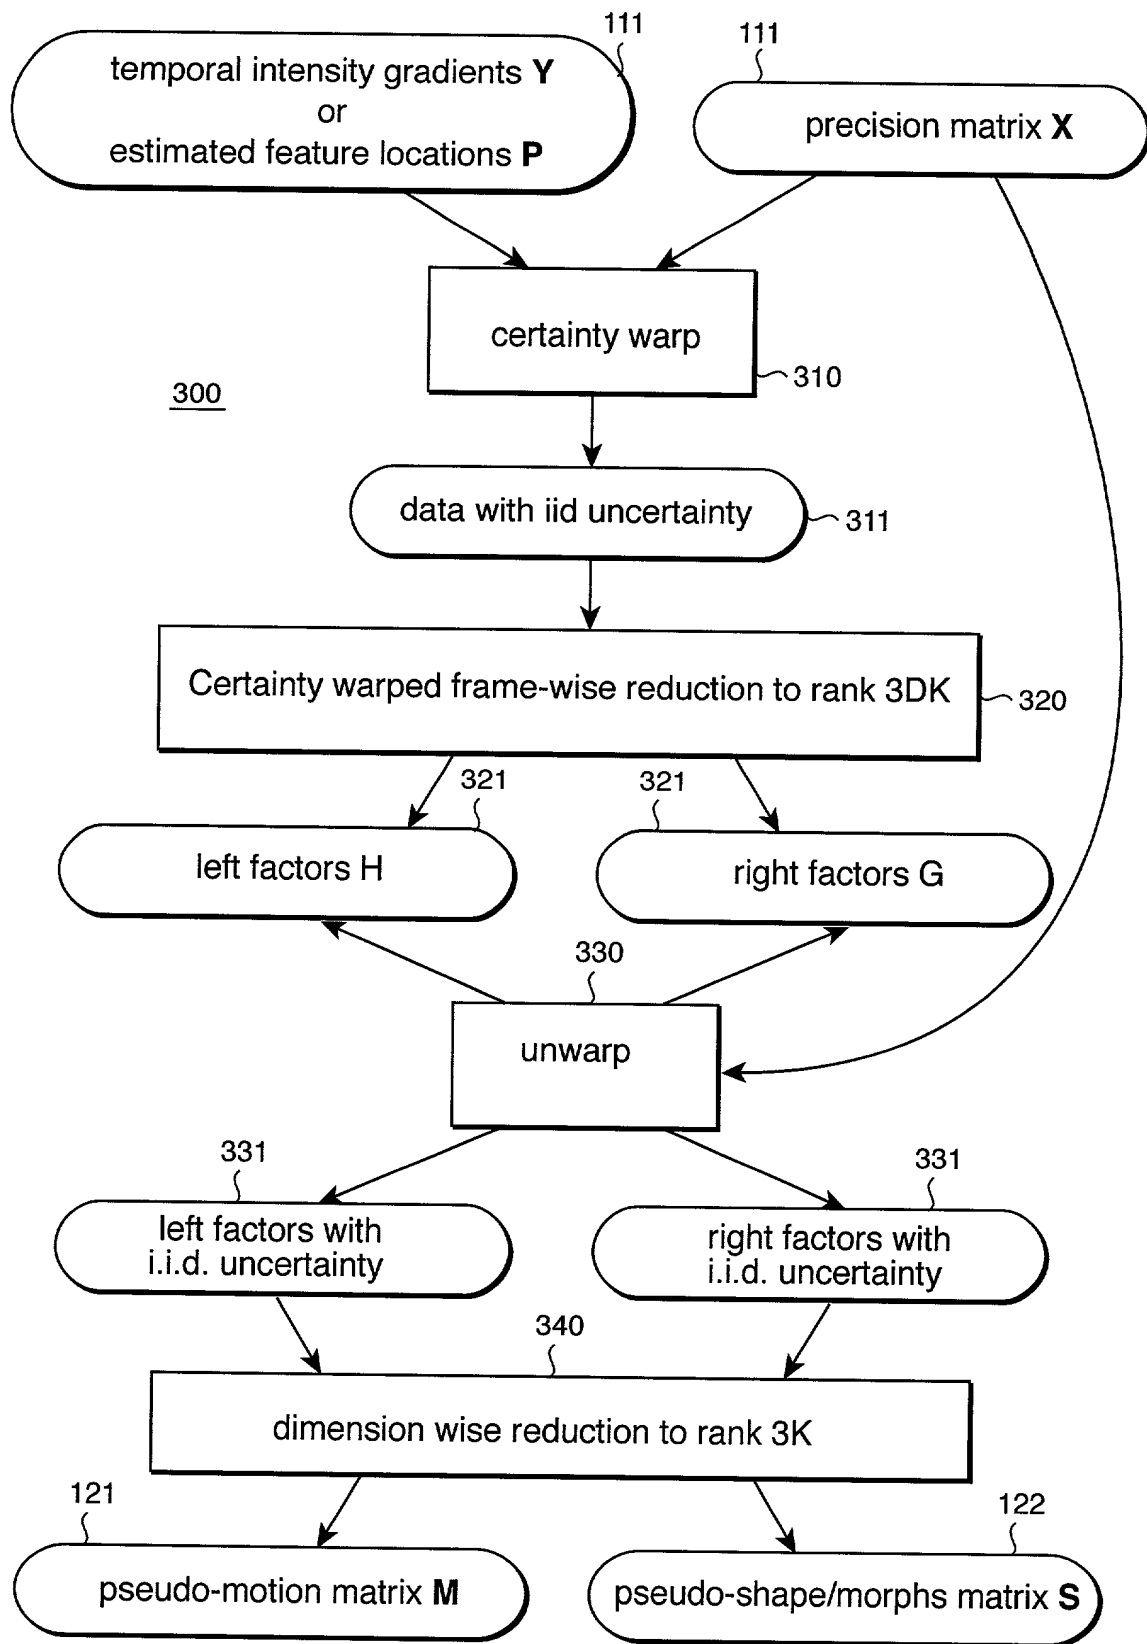 111
111
temporal intensity gradients Y
or
estimated feature locations P
precision matrix X
certainty warp
310
300
data with iid uncertainty
311
Certainty warped frame-wise reduction to rank 3DK
320
321
321
left factors H
right factors G
330
unwarp
331
331
left factors with
i.i.d. uncertainty
right factors with
i.i.d. uncertainty
340
dimension wise reduction to rank 3K
121
122
pseudo-motion matrix M
pseudo-shape/morphs matrix S